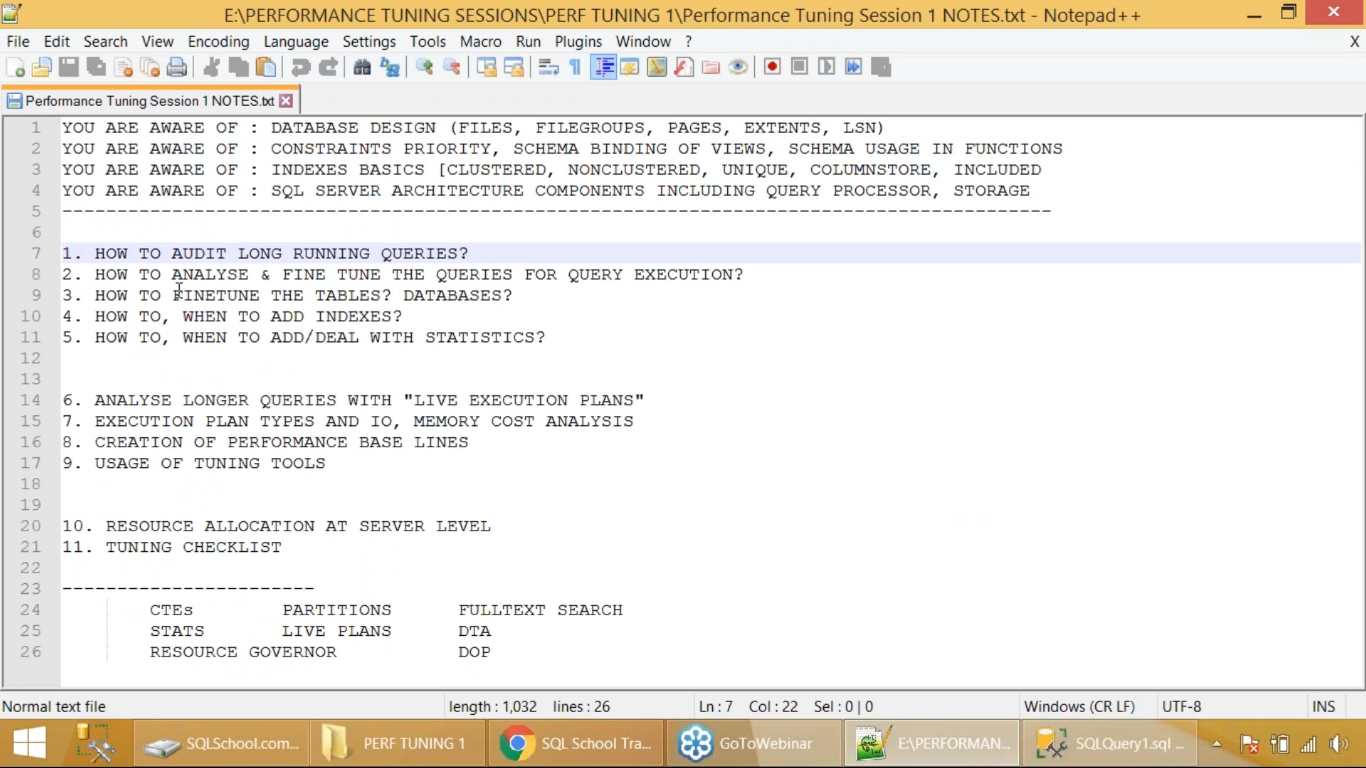 E:\PERFORMANCE TUNING SESSIONS\PERF TUNING 1\Performance Tuning Session 1 NOTES.txt - Notepad++
File Edit Search View Encoding Language Settings Tools Macro Run Plugins Window ? X
Performance Tuning Session 1 NOTES.txt
1 YOU ARE AWARE OF : DATABASE DESIGN (FILES, FILEGROUPS, PAGES, EXTENTS, LSN)
2 YOU ARE AWARE OF : CONSTRAINTS PRIORITY, SCHEMA BINDING OF VIEWS, SCHEMA USAGE IN FUNCTIONS
3 YOU ARE AWARE OF : INDEXES BASICS [CLUSTERED, NONCLUSTERED, UNIQUE, COLUMNSTORE, INCLUDED
4 YOU ARE AWARE OF : SQL SERVER ARCHITECTURE COMPONENTS INCLUDING QUERY PROCESSOR, STORAGE
5 ------------------------------------------------------------------------------------------
6
7 1. HOW TO AUDIT LONG RUNNING QUERIES?
8 2. HOW TO ANALYSE & FINE TUNE THE QUERIES FOR QUERY EXECUTION?
9 3. HOW TO FINETUNE THE TABLES? DATABASES?
10 4. HOW TO, WHEN TO ADD INDEXES?
11 5. HOW TO, WHEN TO ADD/DEAL WITH STATISTICS?
12
13
14 6. ANALYSE LONGER QUERIES WITH "LIVE EXECUTION PLANS"
15 7. EXECUTION PLAN TYPES AND IO, MEMORY COST ANALYSIS
16 8. CREATION OF PERFORMANCE BASE LINES
17 9. USAGE OF TUNING TOOLS
18
19
20 10. RESOURCE ALLOCATION AT SERVER LEVEL
21 11. TUNING CHECKLIST
22
23 -----------------------
24 CTEs PARTITIONS FULLTEXT SEARCH
25 STATS LIVE PLANS DTA
26 RESOURCE GOVERNOR DOP
Normal text file length : 1,032 lines : 26 Ln : 7 Col : 22 Sel : 0 | 0 Windows (CR LF) UTF-8 INS
SQLSchool.com... PERF TUNING 1 SQL School Tra... GoToWebinar E:\PERFORMAN... SQLQuery1.sql ...